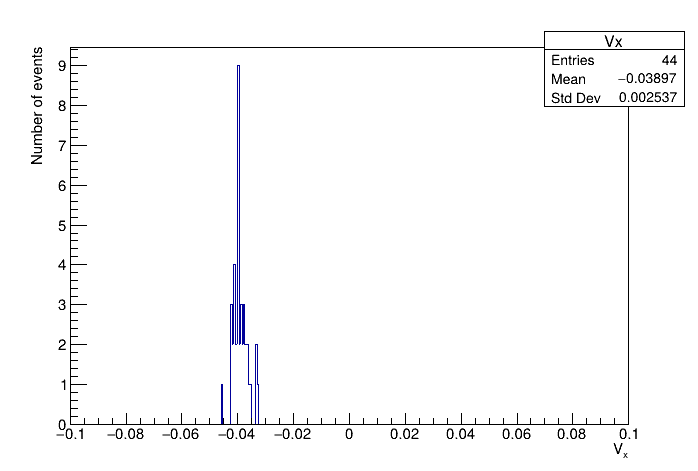 Vx
Entries 44
Mean −0.03897
Std Dev 0.002537
Number of events
9
8
7
6
5
4
3
2
1
0
−0.1 −0.08 −0.06 −0.04 −0.02 0 0.02 0.04 0.06 0.08 0.1
Vx